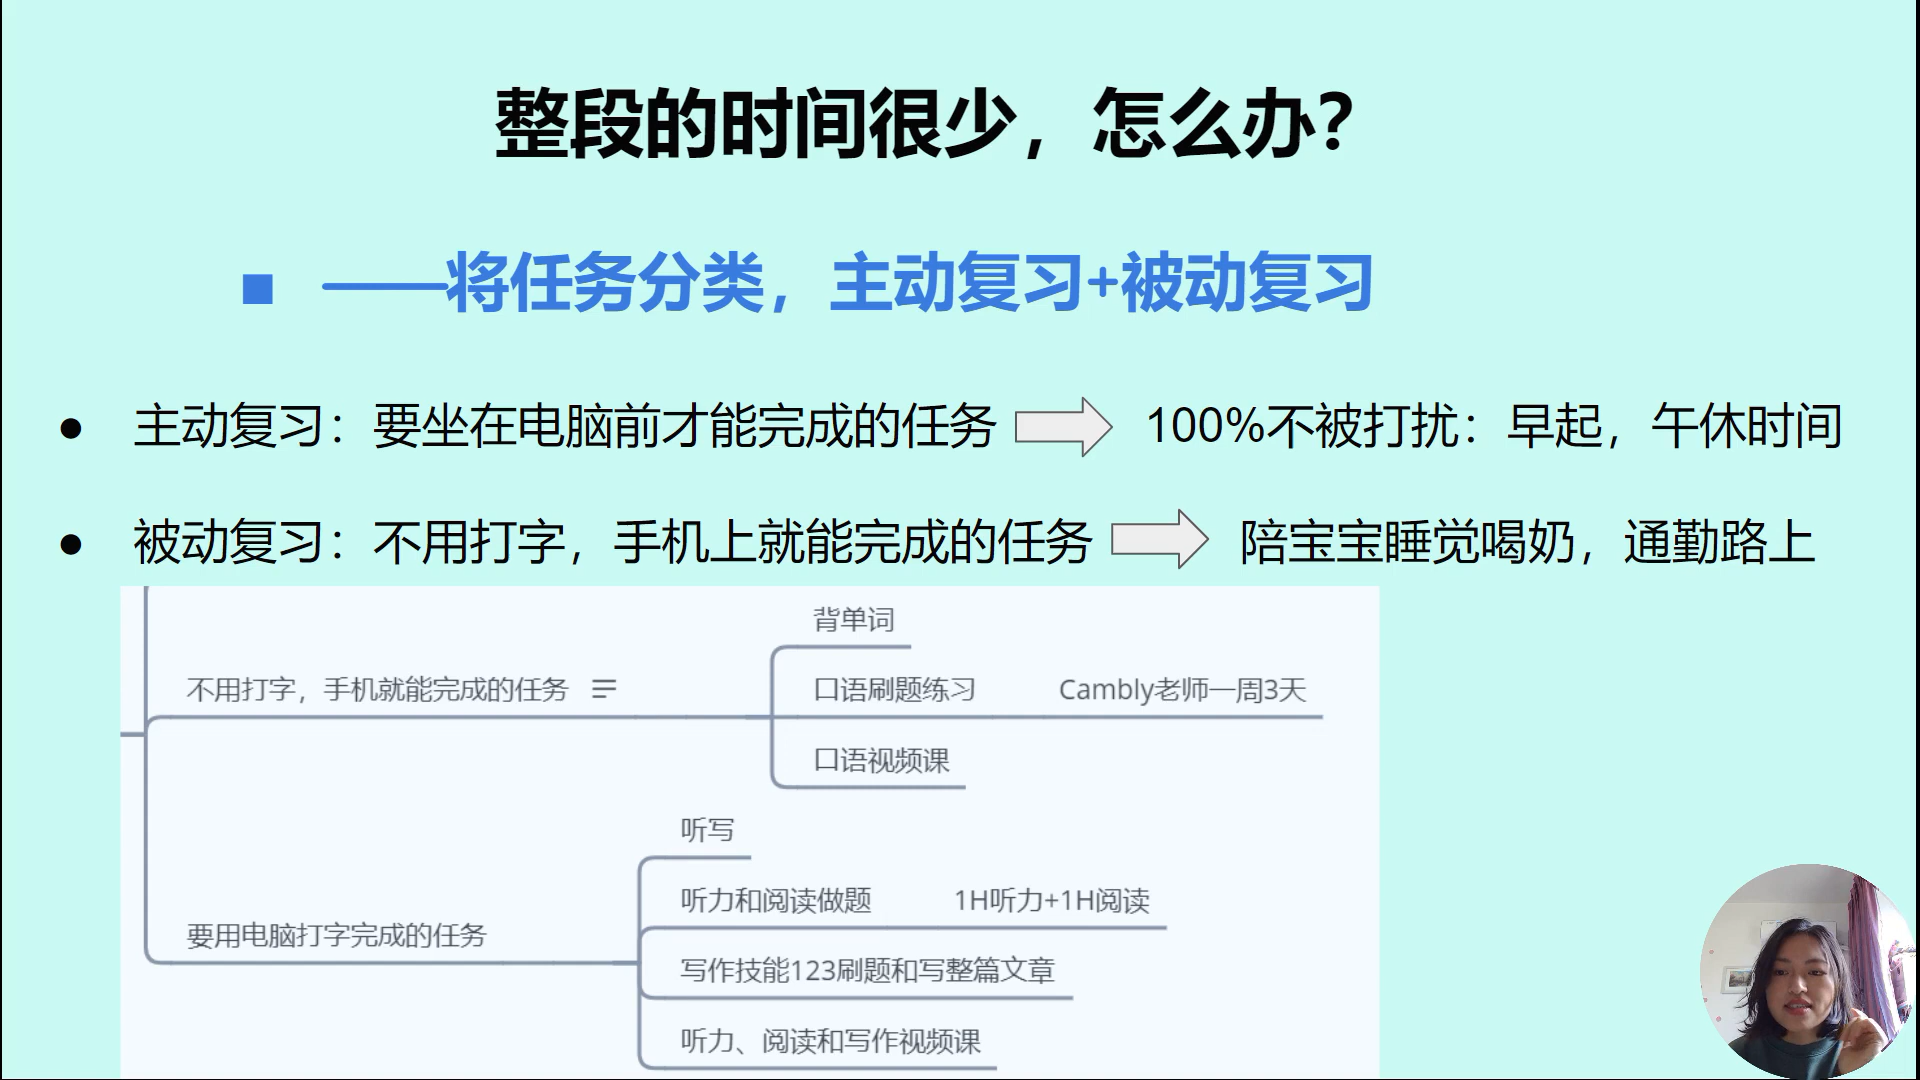 整段的时间很少，怎么办？
■ ——将任务分类，主动复习+被动复习
● 主动复习：要坐在电脑前才能完成的任务 100%不被打扰：早起，午休时间
● 被动复习：不用打字，手机上就能完成的任务 陪宝宝睡觉喝奶，通勤路上
背单词
不用打字，手机就能完成的任务
口语刷题练习 Cambly老师一周3天
口语视频课
听写
听力和阅读做题 1H听力+1H阅读
要用电脑打字完成的任务
写作技能123刷题和写整篇文章
听力、阅读和写作视频课